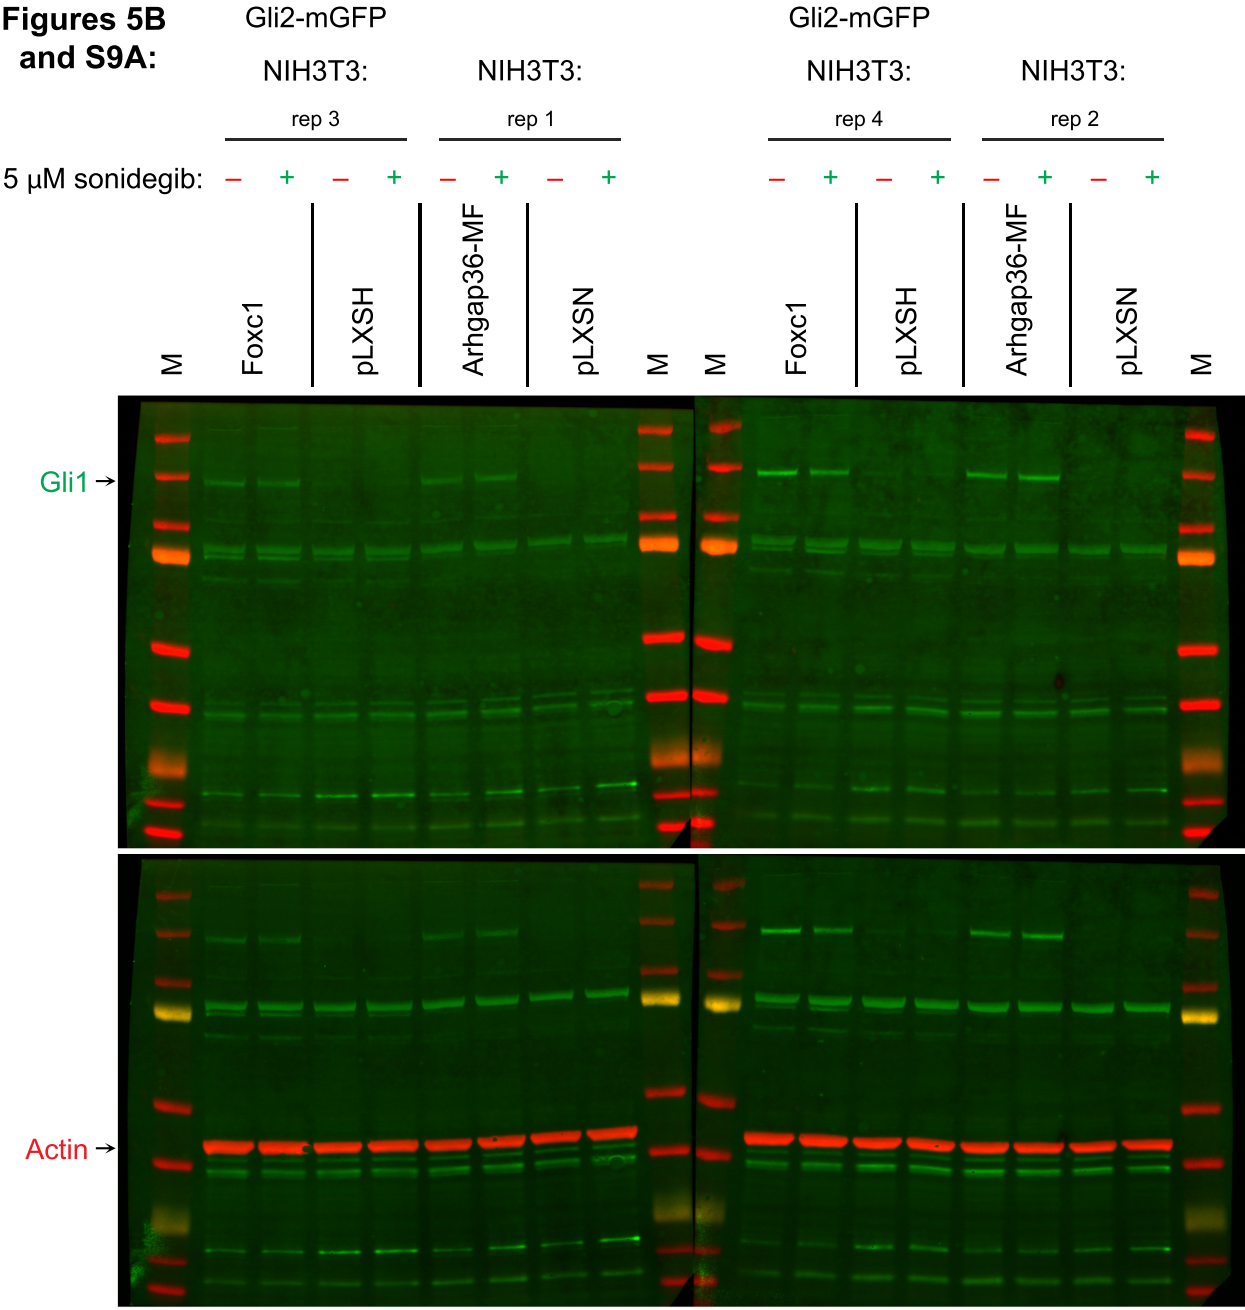 Figures 5B
and S9A:
Gli2-mGFP
Gli2-mGFP
NIH3T3:
NIH3T3:
NIH3T3:
NIH3T3:
rep 3
rep 1
rep 4
rep 2
5 µM sonidegib: – + – + – + – + – + – + – + – +
M
Foxc1
pLXSH
Arhgap36-MF
pLXSN
M
M
Foxc1
pLXSH
Arhgap36-MF
pLXSN
M
Gli1→
Actin→